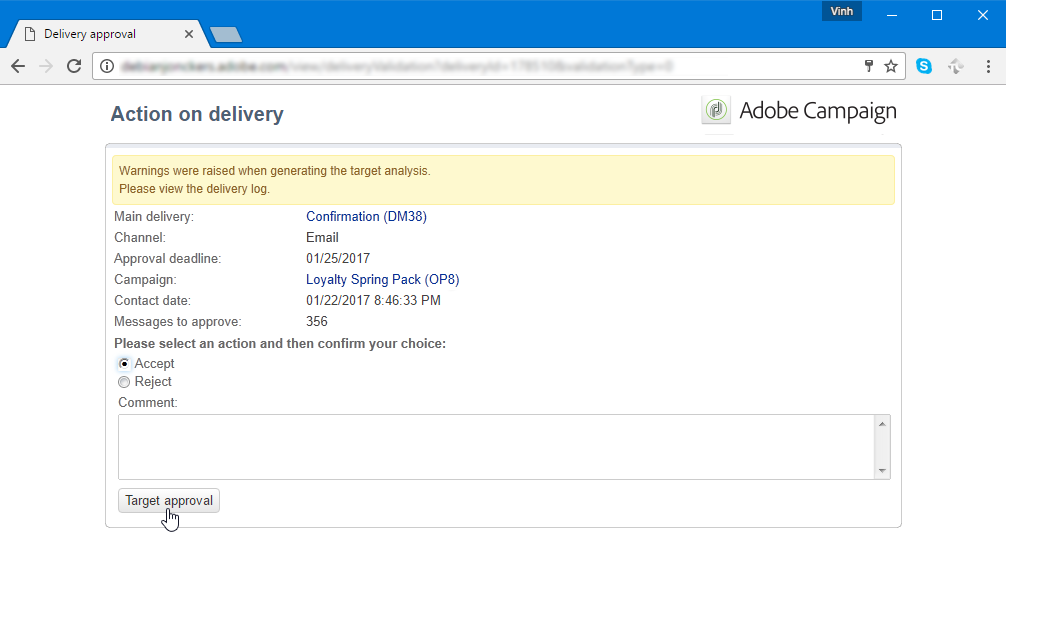 Vinh
Delivery approval
Action on delivery
Adobe Campaign
Warnings were raised when generating the target analysis.
Please view the delivery log.
Main delivery: Confirmation (DM38)
Channel: Email
Approval deadline: 01/25/2017
Campaign: Loyalty Spring Pack (OP8)
Contact date: 01/22/2017 8:46:33 PM
Messages to approve: 356
Please select an action and then confirm your choice:
Accept
Reject
Comment:
Target approval